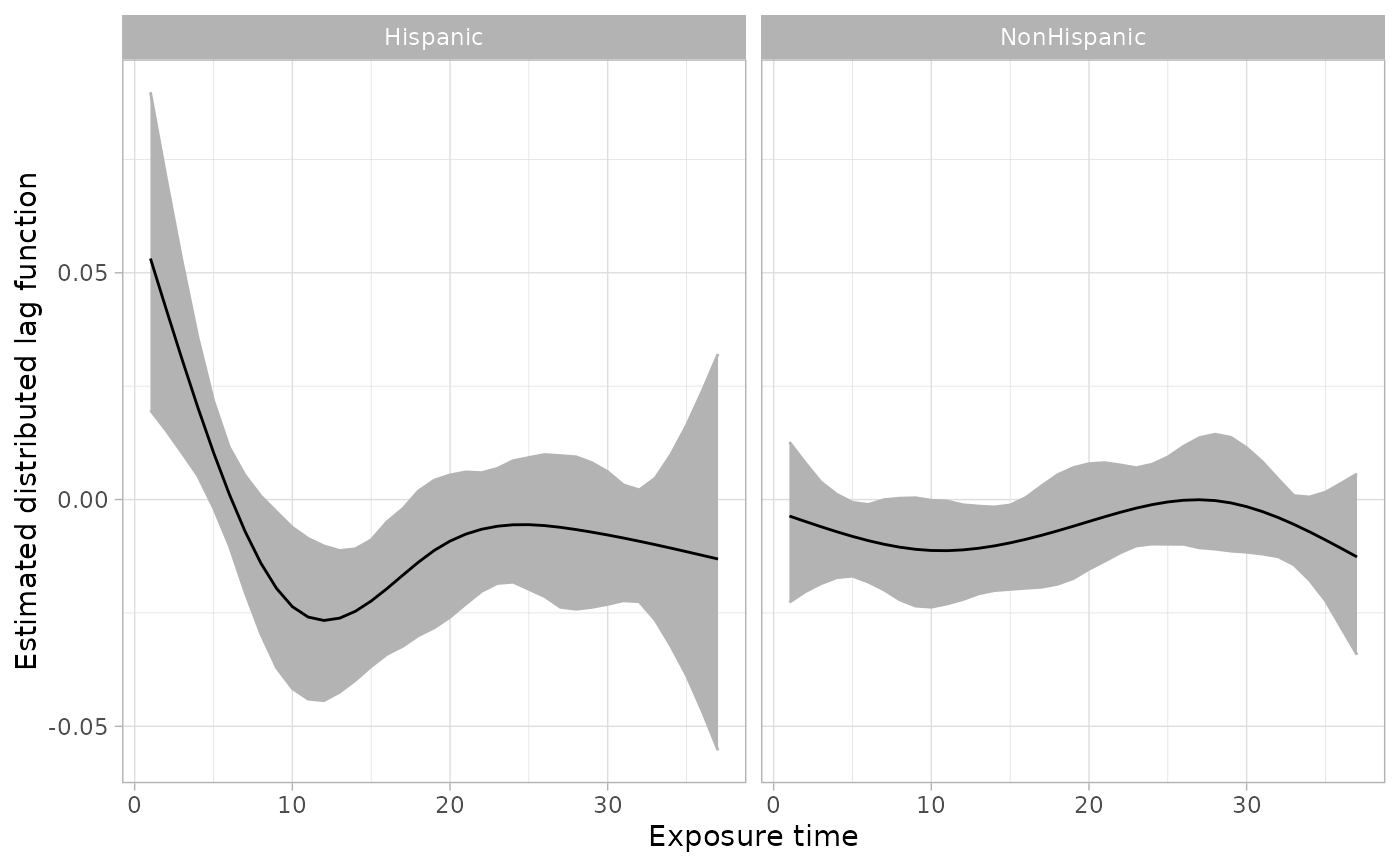 Hispanic
NonHispanic
Estimated distributed lag function
0.05
0.00
-0.05
0 10 20 30
0 10 20 30
Exposure time